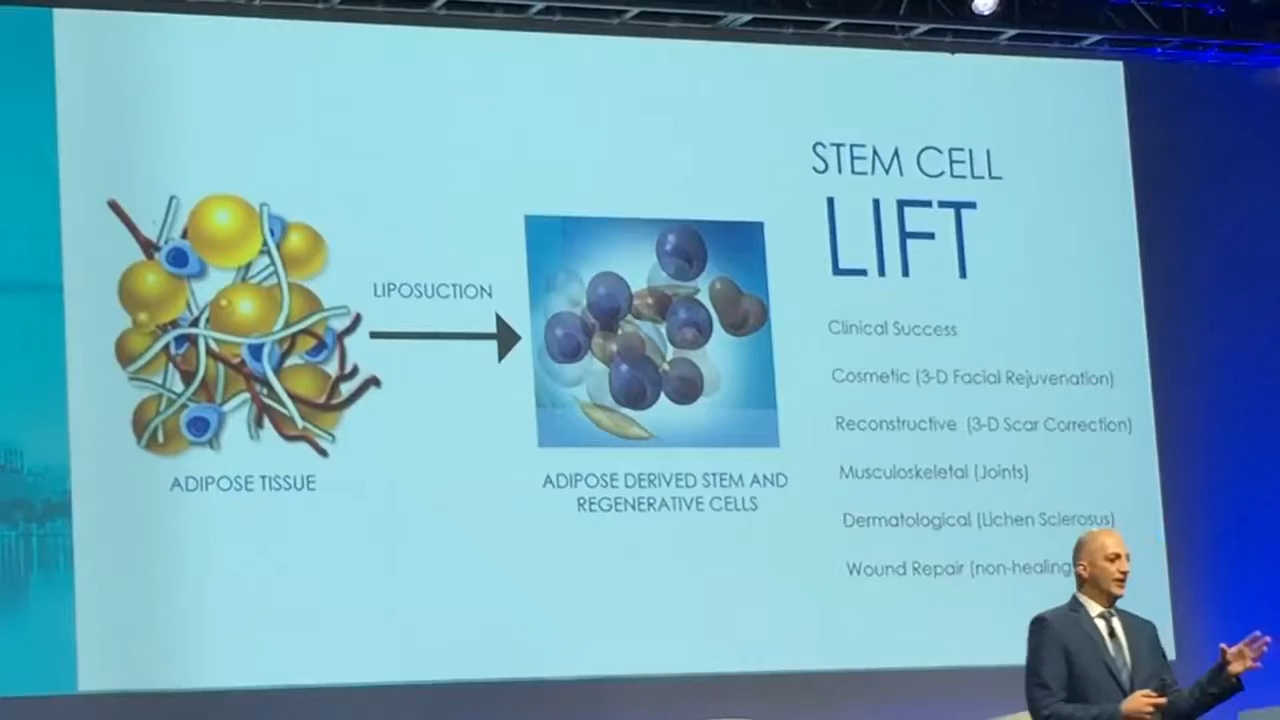 STEM CELL
LIFT
LIPOSUCTION
Clinical Success
Cosmetic (3-D Facial Rejuvenation)
Reconstructive (3-D Scar Correction)
Musculoskeletal (Joints)
ADIPOSE TISSUE
ADIPOSE DERIVED STEM AND
REGENERATIVE CELLS
Dermatological (Lichen Sclerosus)
Wound Repair (non-healing